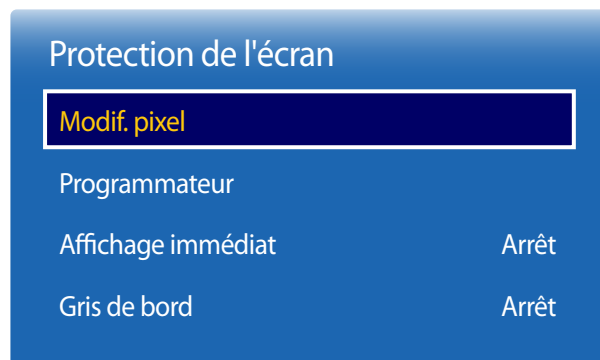 Protection de l'écran
Modif. pixel
Programmateur
Affichage immédiat Arrêt
Gris de bord Arrêt